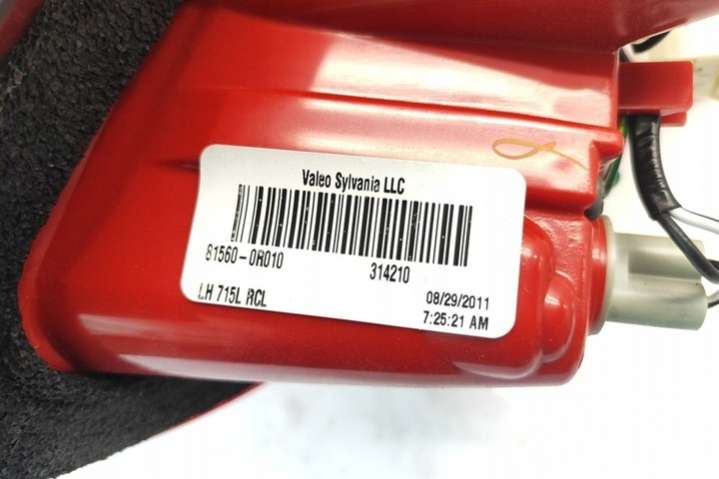 Valeo Sylvania LLC
81560-0R010 314210
LH 715L RCL 08/29/2011
7:25:21 AM